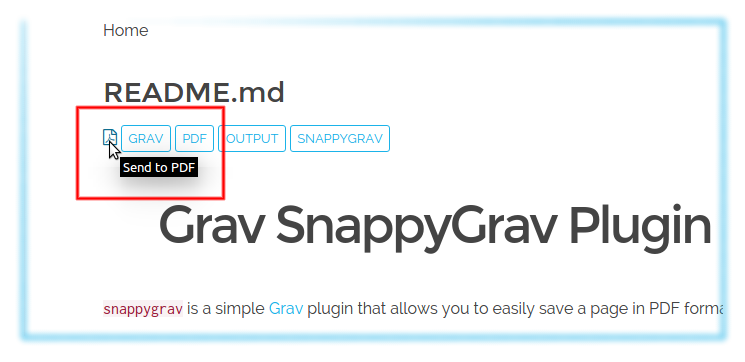 Home
README.md
GRAV PDF OUTPUT SNAPPYGRAV
Send to PDF
Grav SnappyGrav Plugin
snappygrav is a simple Grav plugin that allows you to easily save a page in PDF forma